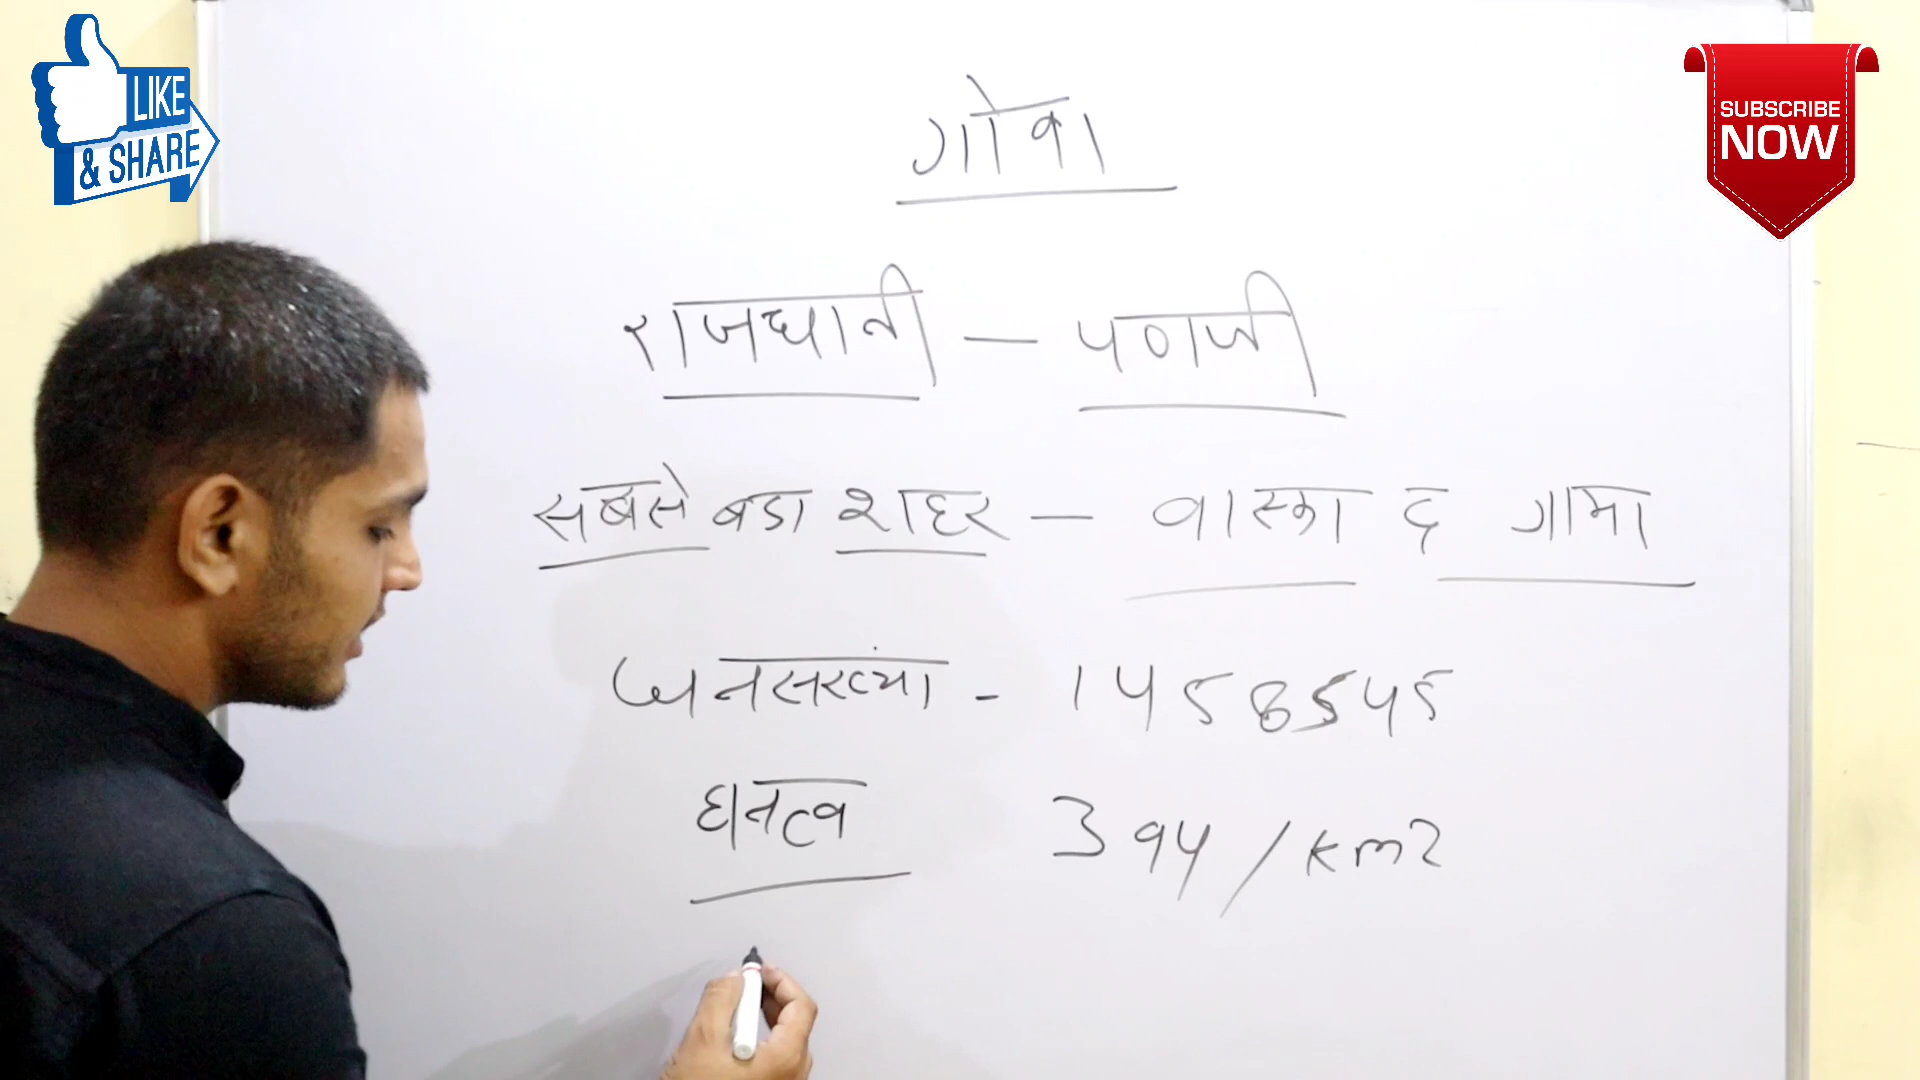 LIKE
& SHARE
SUBSCRIBE
NOW
गोवा
राजधानी — पणजी
सबसे बडा शहर — वास्का द गामा
जनसंख्या - 1458545
घनत्व 394/km2